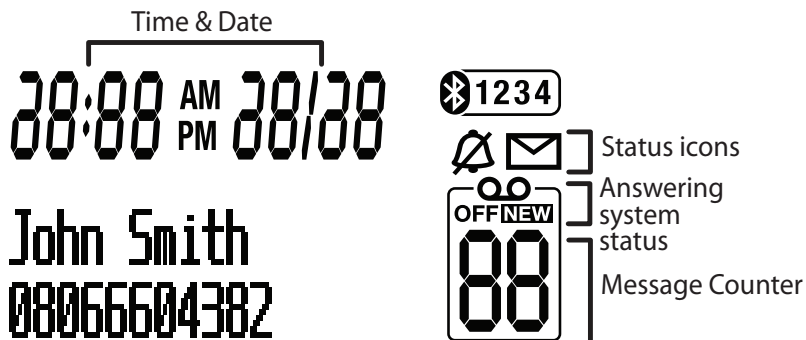 Time & Date
88:88 AM PM 88/88
1234
Status icons
Answering
system
status
OFF NEW
88
Message Counter
John Smith
08066604382